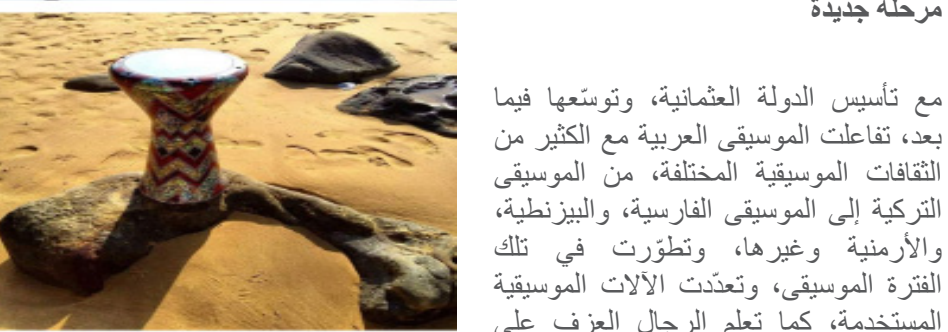 مرحلة جديدة
مع تأسيس الدولة العثمانية، وتوسّعها فيما
بعد، تفاعلت الموسيقى العربية مع الكثير من
الثقافات الموسيقية المختلفة، من الموسيقى
التركية إلى الموسيقى الفارسية، والبيزنطية،
والأرمنية وغيرها، وتطوّرت في تلك
الفترة الموسيقى، وتعدّدت الآلات الموسيقية
المستخدمة، كما تعلم الرجال العزف على